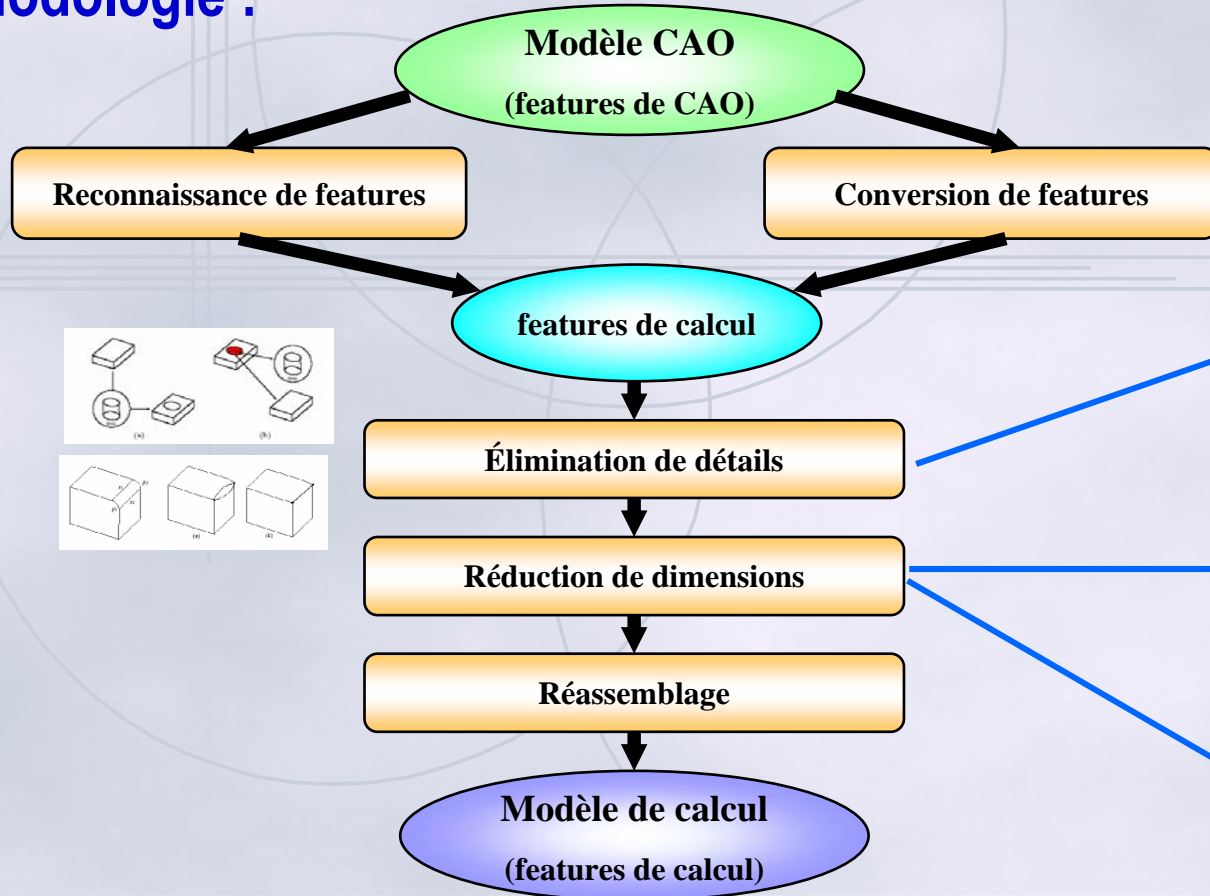 odologie :
Modèle CAO
(features de CAO)
Reconnaissance de features
Conversion de features
features de calcul
Élimination de détails
Réduction de dimensions
Réassemblage
Modèle de calcul
(features de calcul)
(a)
(b)